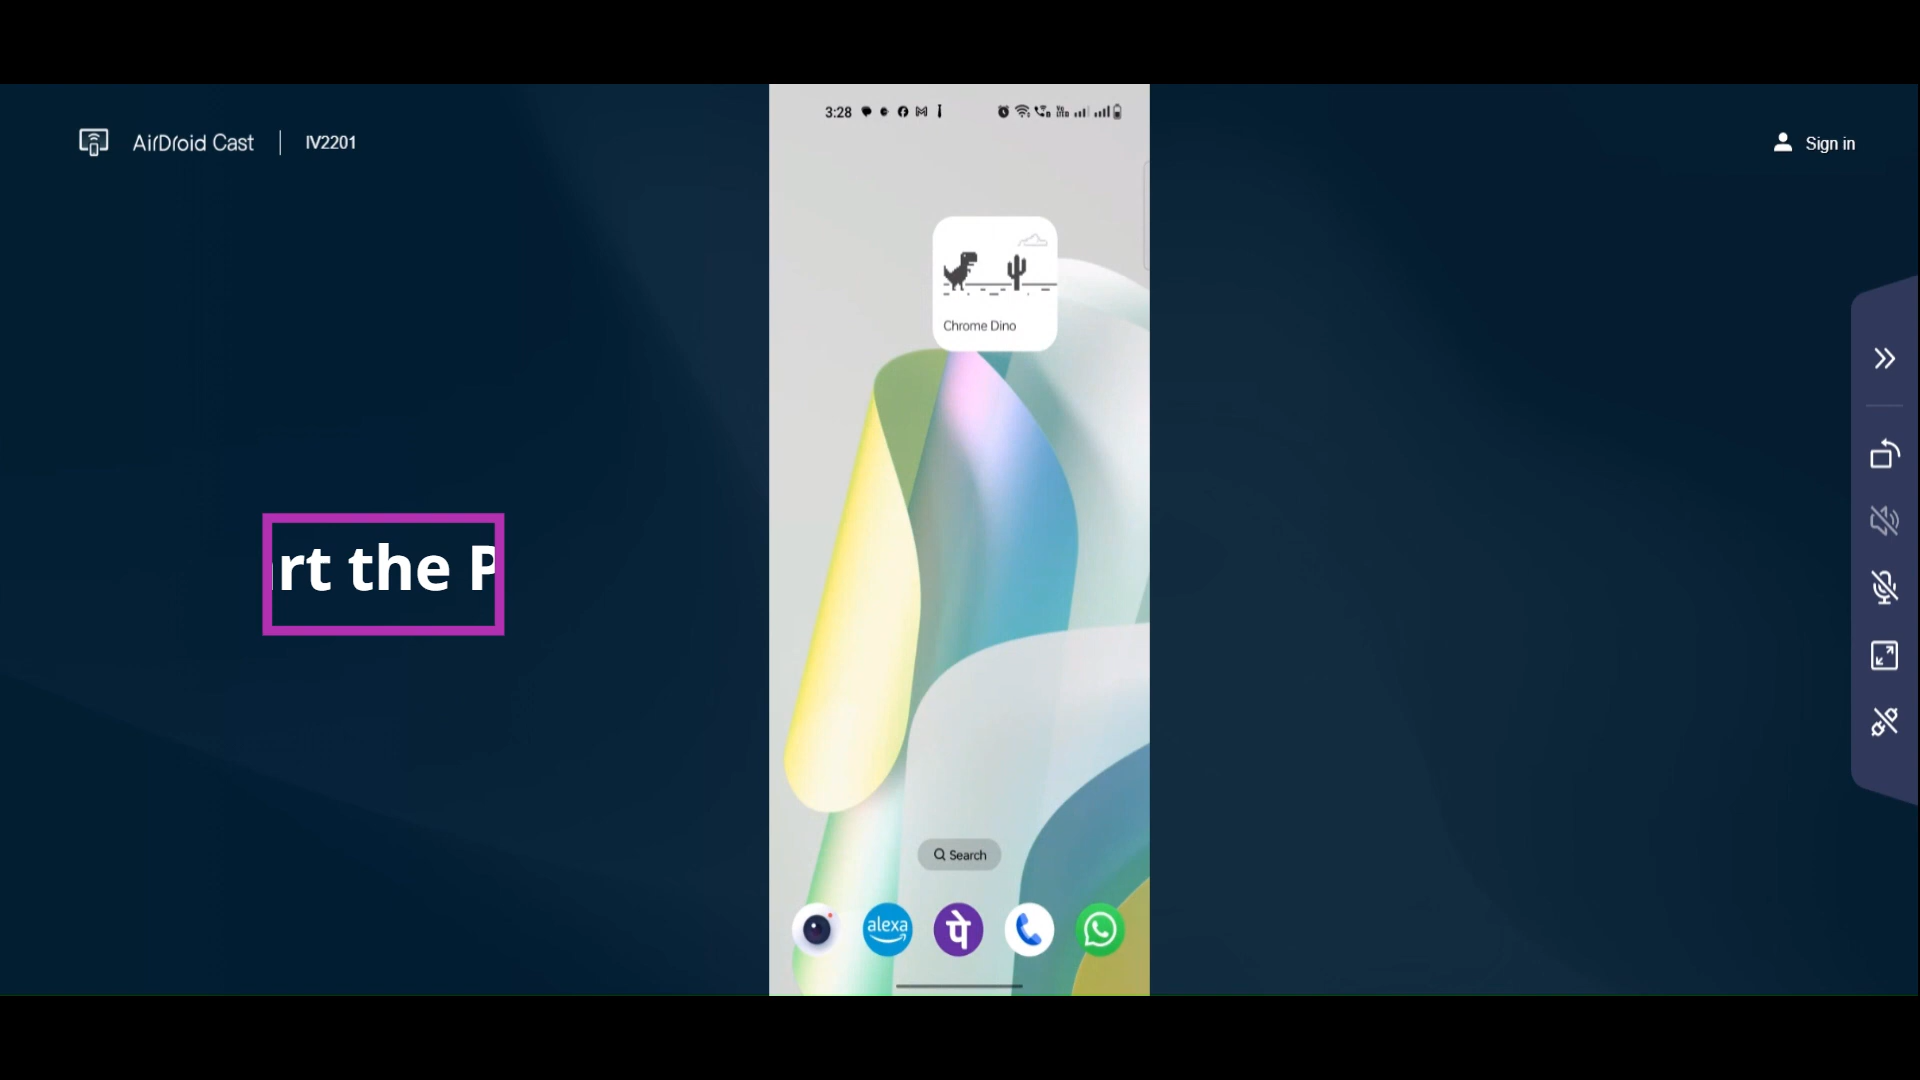 3:28
AirDroid Cast | IV2201
Sign in
Chrome Dino
rt the P
Search
alexa
पे